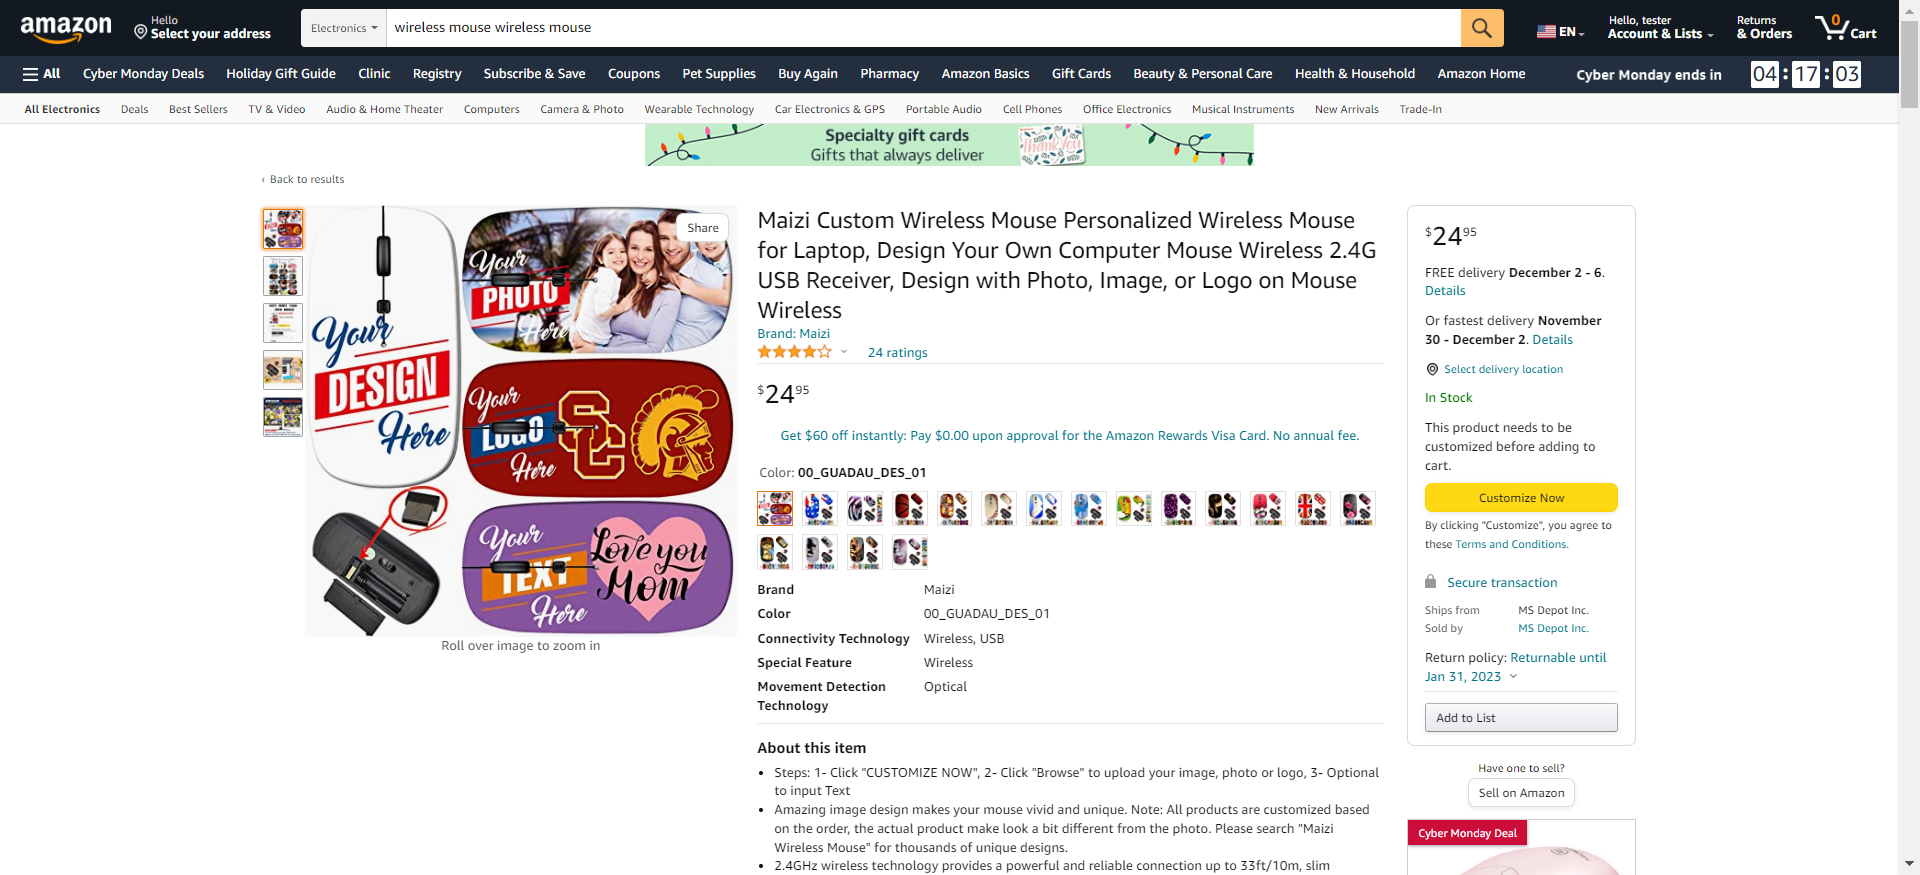 amazon
Hello
Select your address
Electronics
wireless mouse wireless mouse
EN
Hello, tester
Account & Lists
Returns
& Orders
0
Cart
All
Cyber Monday Deals
Holiday Gift Guide
Clinic
Registry
Subscribe & Save
Coupons
Pet Supplies
Buy Again
Pharmacy
Amazon Basics
Gift Cards
Beauty & Personal Care
Health & Household
Amazon Home
Cyber Monday ends in
04 : 17 : 03
All Electronics
Deals
Best Sellers
TV & Video
Audio & Home Theater
Computers
Camera & Photo
Wearable Technology
Car Electronics & GPS
Portable Audio
Cell Phones
Office Electronics
Musical Instruments
New Arrivals
Trade-In
Specialty gift cards
Gifts that always deliver
Thank You
‹ Back to results
Share
Your
DESIGN
Here
Your
PHOTO
Here
Your
LOGO
Here
SC
Your
TEXT
Here
Love you
Mom
Roll over image to zoom in
Maizi Custom Wireless Mouse Personalized Wireless Mouse
for Laptop, Design Your Own Computer Mouse Wireless 2.4G
USB Receiver, Design with Photo, Image, or Logo on Mouse
Wireless
Brand: Maizi
24 ratings
$24.95
Get $60 off instantly: Pay $0.00 upon approval for the Amazon Rewards Visa Card. No annual fee.
Color: 00_GUADAU_DES_01
Brand Maizi
Color 00_GUADAU_DES_01
Connectivity Technology Wireless, USB
Special Feature Wireless
Movement Detection Optical
Technology
About this item
• Steps: 1- Click "CUSTOMIZE NOW", 2- Click "Browse" to upload your image, photo or logo, 3- Optional
to input Text
• Amazing image design makes your mouse vivid and unique. Note: All products are customized based
on the order, the actual product make look a bit different from the photo. Please search "Maizi
Wireless Mouse" for thousands of unique designs.
• 2.4GHz wireless technology provides a powerful and reliable connection up to 33ft/10m, slim
$24 95
FREE delivery December 2 - 6.
Details
Or fastest delivery November
30 - December 2. Details
Select delivery location
In Stock
This product needs to be
customized before adding to
cart.
Customize Now
By clicking "Customize", you agree to
these Terms and Conditions.
Secure transaction
Ships from MS Depot Inc.
Sold by MS Depot Inc.
Return policy: Returnable until
Jan 31, 2023
Add to List
Have one to sell?
Sell on Amazon
Cyber Monday Deal